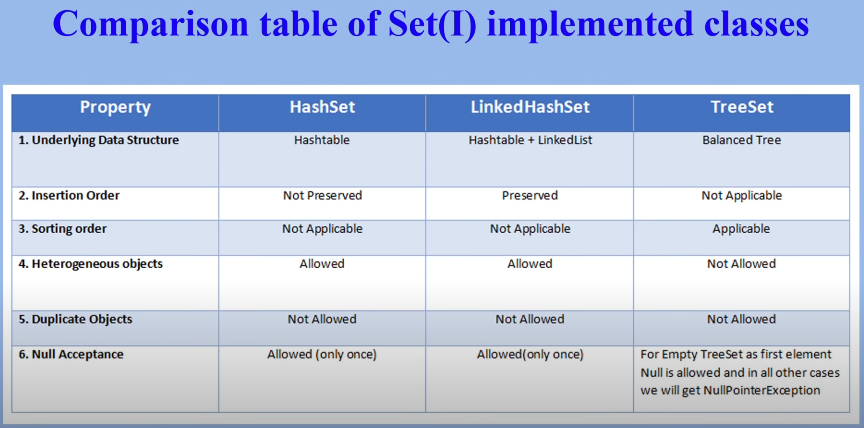 Comparison table of Set(I) implemented classes
Property HashSet LinkedHashSet TreeSet
1. Underlying Data Structure Hashtable Hashtable + LinkedList Balanced Tree
2. Insertion Order Not Preserved Preserved Not Applicable
3. Sorting order Not Applicable Not Applicable Applicable
4. Heterogeneous objects Allowed Allowed Not Allowed
5. Duplicate Objects Not Allowed Not Allowed Not Allowed
6. Null Acceptance Allowed (only once) Allowed(only once) For Empty TreeSet as first element
Null is allowed and in all other cases
we will get NullPointerException